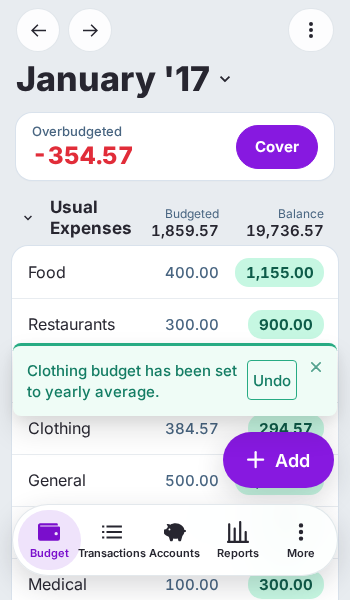 January '17
Overbudgeted
-354.57
Cover
Usual Expenses
Budgeted
1,859.57
Balance
19,736.57
Food 400.00 1,155.00
Restaurants 300.00 900.00
Clothing budget has been set
to yearly average.
Undo
Clothing 384.57 294.57
Add
General 500.00
Budget
Transactions
Accounts
Reports
More
Medical 100.00 300.00